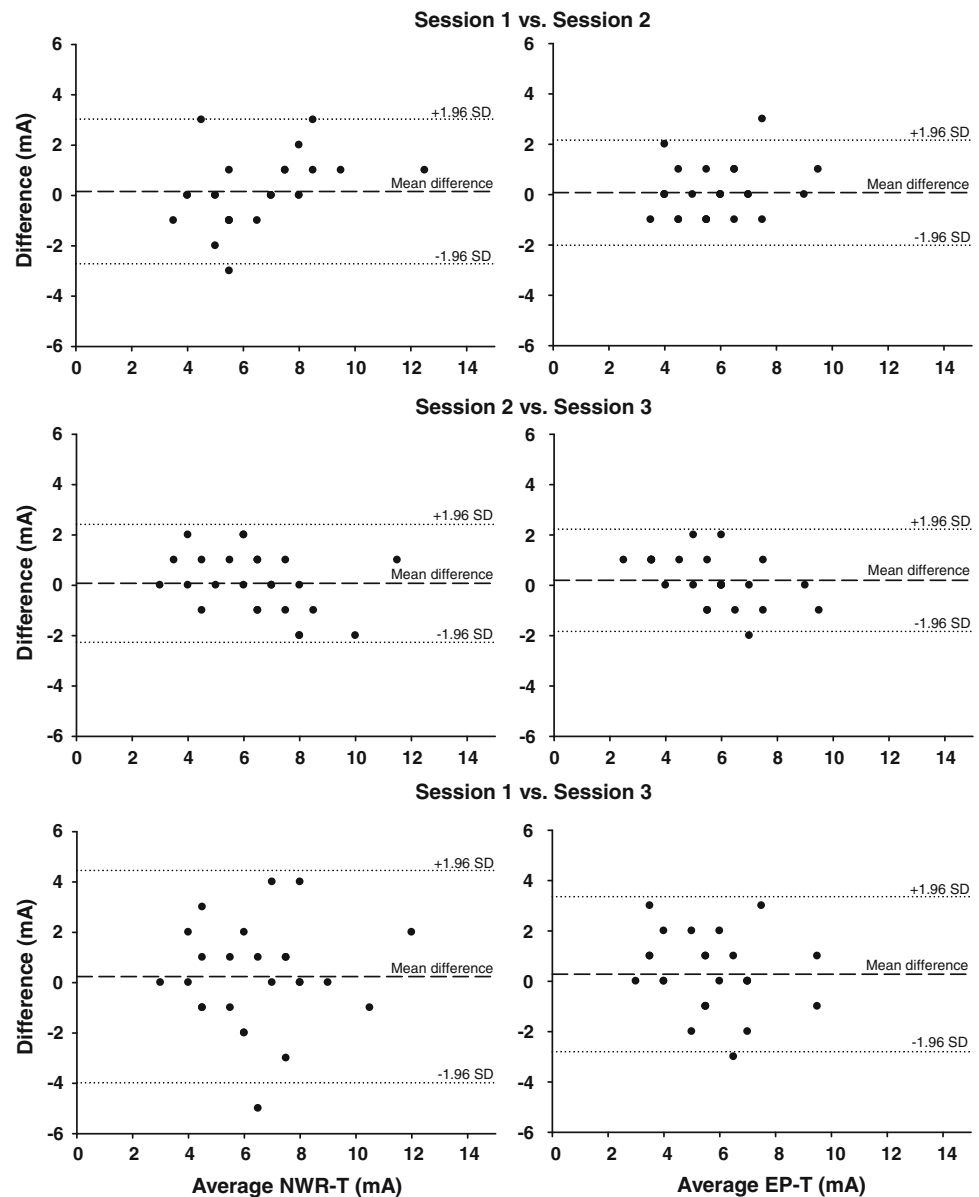 Session 1 vs. Session 2
6
4
2
0
-2
-4
-6
Difference (mA)
+1.96 SD
Mean difference
-1.96 SD
0 2 4 6 8 10 12 14
6
4
2
0
-2
-4
-6
+1.96 SD
Mean difference
-1.96 SD
0 2 4 6 8 10 12 14
Session 2 vs. Session 3
6
4
2
0
-2
-4
-6
Difference (mA)
+1.96 SD
Mean difference
-1.96 SD
0 2 4 6 8 10 12 14
6
4
2
0
-2
-4
-6
+1.96 SD
Mean difference
-1.96 SD
0 2 4 6 8 10 12 14
Session 1 vs. Session 3
6
4
2
0
-2
-4
-6
Difference (mA)
+1.96 SD
Mean difference
-1.96 SD
0 2 4 6 8 10 12 14
Average NWR-T (mA)
6
4
2
0
-2
-4
-6
+1.96 SD
Mean difference
-1.96 SD
0 2 4 6 8 10 12 14
Average EP-T (mA)